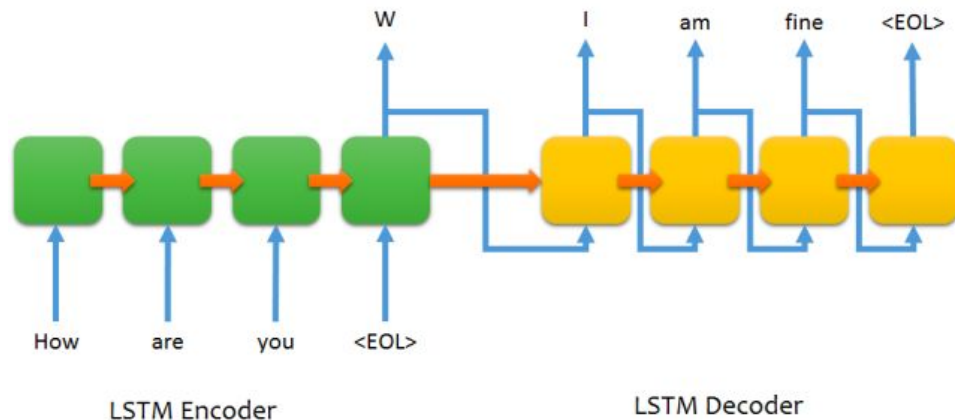 W I am fine <EOL>
How are you <EOL>
LSTM Encoder LSTM Decoder